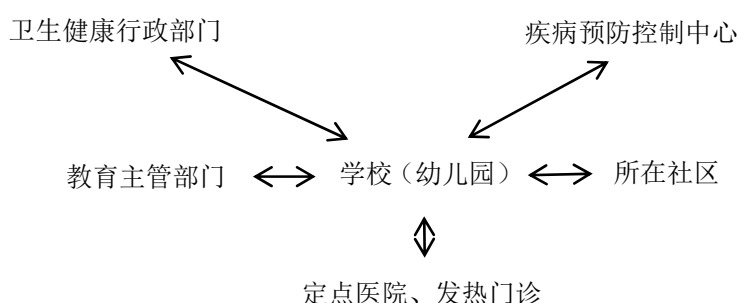 卫生健康行政部门
疾病预防控制中心
教育主管部门
学校（幼儿园）
所在社区
定点医院、发热门诊